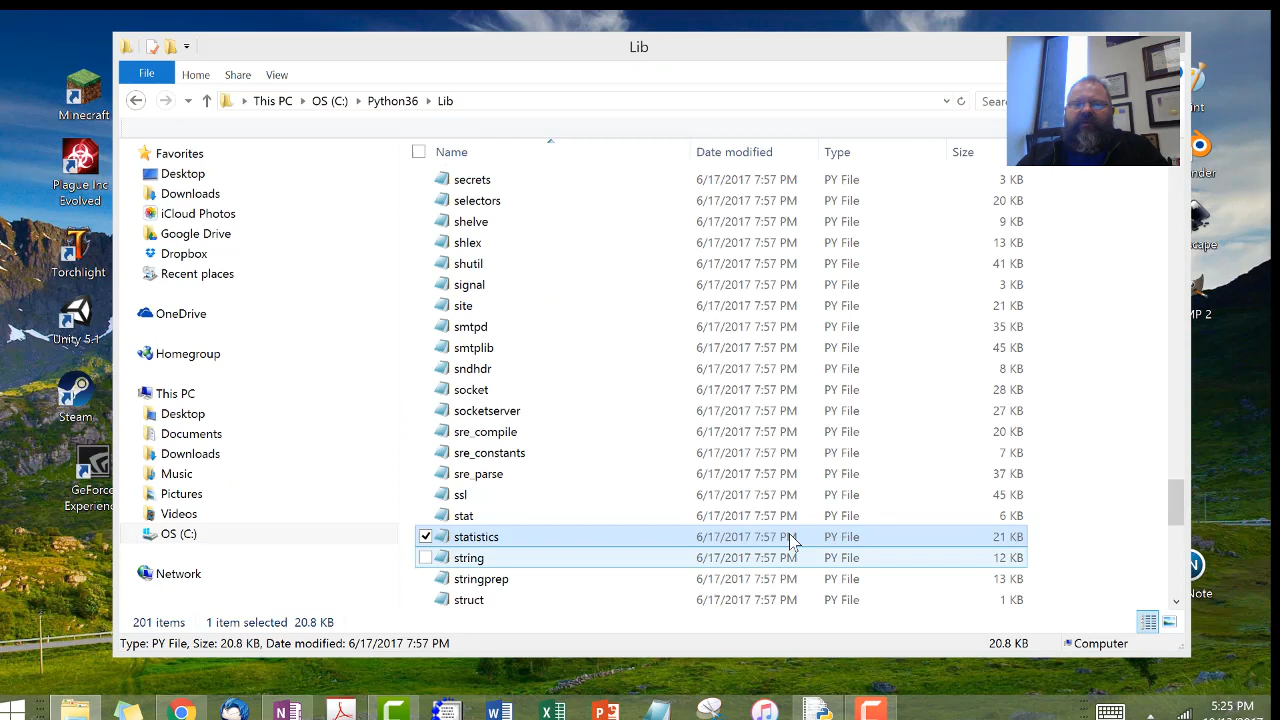 Lib
File Home Share View
This PC OS (C:) Python36 Lib
Name Date modified Type Size
secrets 6/17/2017 7:57 PM PY File 3 KB
selectors 6/17/2017 7:57 PM PY File 20 KB
shelve 6/17/2017 7:57 PM PY File 9 KB
shlex 6/17/2017 7:57 PM PY File 13 KB
shutil 6/17/2017 7:57 PM PY File 41 KB
signal 6/17/2017 7:57 PM PY File 3 KB
site 6/17/2017 7:57 PM PY File 21 KB
smtpd 6/17/2017 7:57 PM PY File 35 KB
smtplib 6/17/2017 7:57 PM PY File 45 KB
sndhdr 6/17/2017 7:57 PM PY File 8 KB
socket 6/17/2017 7:57 PM PY File 28 KB
socketserver 6/17/2017 7:57 PM PY File 27 KB
sre_compile 6/17/2017 7:57 PM PY File 20 KB
sre_constants 6/17/2017 7:57 PM PY File 7 KB
sre_parse 6/17/2017 7:57 PM PY File 37 KB
ssl 6/17/2017 7:57 PM PY File 45 KB
stat 6/17/2017 7:57 PM PY File 6 KB
statistics 6/17/2017 7:57 PM PY File 21 KB
string 6/17/2017 7:57 PM PY File 12 KB
stringprep 6/17/2017 7:57 PM PY File 13 KB
struct 6/17/2017 7:57 PM PY File 1 KB
Favorites
Desktop
Downloads
iCloud Photos
Google Drive
Dropbox
Recent places
OneDrive
Homegroup
This PC
Desktop
Documents
Downloads
Music
Pictures
Videos
OS (C:)
Network
201 items 1 item selected 20.8 KB
Type: PY File, Size: 20.8 KB, Date modified: 6/17/2017 7:57 PM 20.8 KB Computer
Minecraft
Plague Inc
Evolved
Torchlight
Unity 5.1
Steam
GeForce
Experienc
5:25 PM